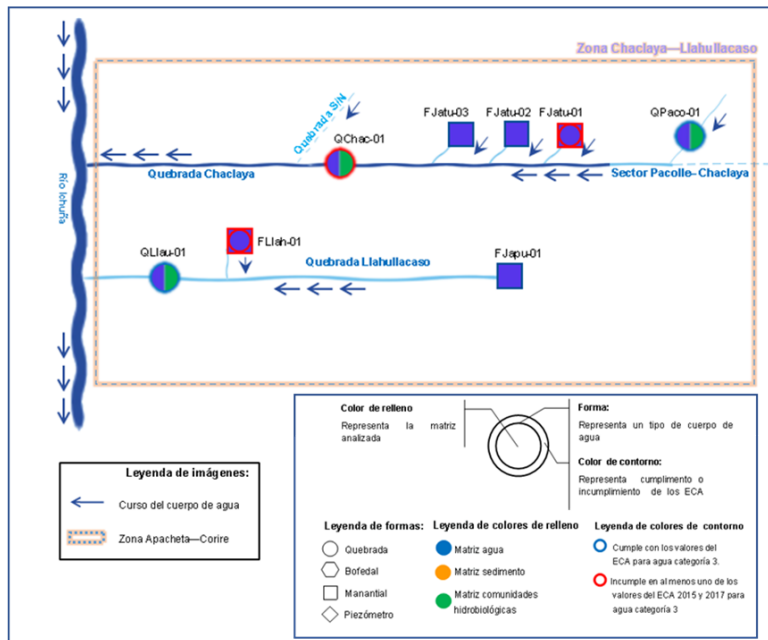 Zona Chaclaya—Llahullacaso
FJatu-03
FJatu-02
FJatu-01
QPaco-01
Quebrada S/N
QChac-01
Quebrada Chaclaya
Sector Pacolle- Chaclaya
Río Ichuña
QLlau-01
FLlah-01
Quebrada Llahullacaso
FJapu-01
Color de relleno
Representa la matriz
analizada
Forma:
Representa un tipo de cuerpo de
agua
Color de contorno:
Representa cumplimento o
incumplimiento de los ECA
Leyenda de imágenes:
Curso del cuerpo de agua
Zona Apacheta—Corire
Leyenda de formas:
Quebrada
Bofedal
Manantial
Piezómetro
Leyenda de colores de relleno
Matriz agua
Matriz sedimento
Matriz comunidades
hidrobiológicas
Leyenda de colores de contorno
Cumple con los valores del
ECA para agua categoría 3.
Incumple en al menos uno de los
valores del ECA 2015 y 2017 para
agua categoría 3